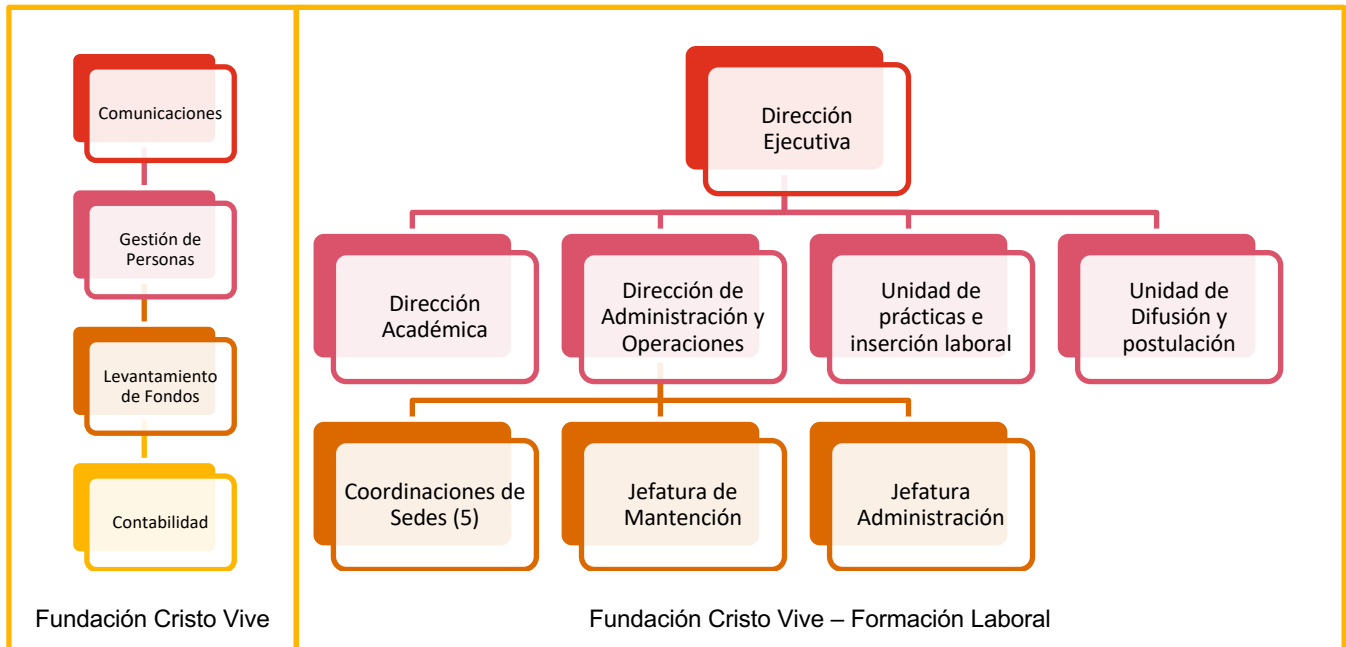 Comunicaciones
Gestión de
Personas
Levantamiento
de Fondos
Contabilidad
Fundación Cristo Vive
Dirección
Ejecutiva
Dirección
Académica
Dirección de
Administración y
Operaciones
Unidad de
prácticas e
inserción laboral
Unidad de
Difusión y
postulación
Coordinaciones de
Sedes (5)
Jefatura de
Mantención
Jefatura
Administración
Fundación Cristo Vive – Formación Laboral